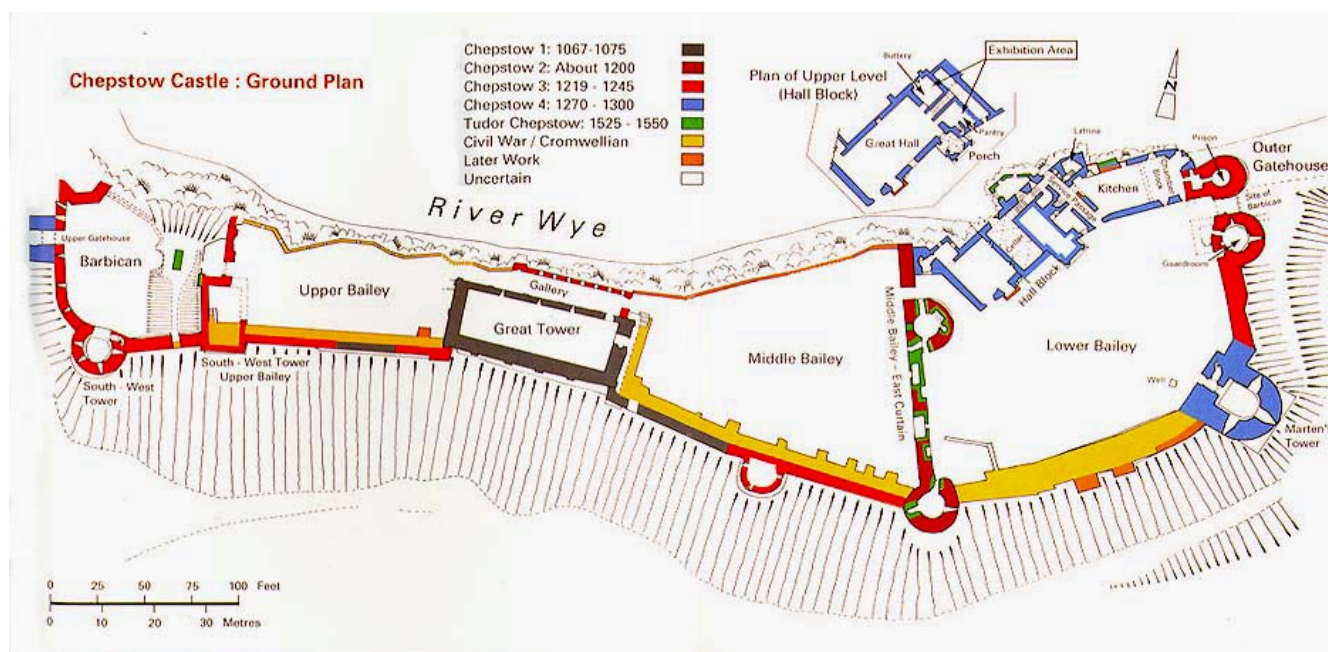 Chepstow Castle : Ground Plan
Chepstow 1: 1067-1075
Chepstow 2: About 1200
Chepstow 3: 1219 - 1245
Chepstow 4: 1270 - 1300
Tudor Chepstow: 1525 - 1550
Civil War / Cromwellian
Later Work
Uncertain
Exhibition Area
Buttery
Plan of Upper Level
(Hall Block)
Great Hall
Pantry
Porch
N
Latrine
Prison
Outer
Gatehouse
Kitchen
Service Passage
Block
Site of
Barbican
Guardroom
Cellar
Hall Block
River Wye
Upper Gatehouse
Barbican
Upper Bailey
Gallery
Great Tower
Middle Bailey
Middle Bailey - East Curtain
Lower Bailey
Well
Marten's
Tower
South - West
Tower
South - West Tower
Upper Bailey
0 25 50 75 100 Feet
0 10 20 30 Metres